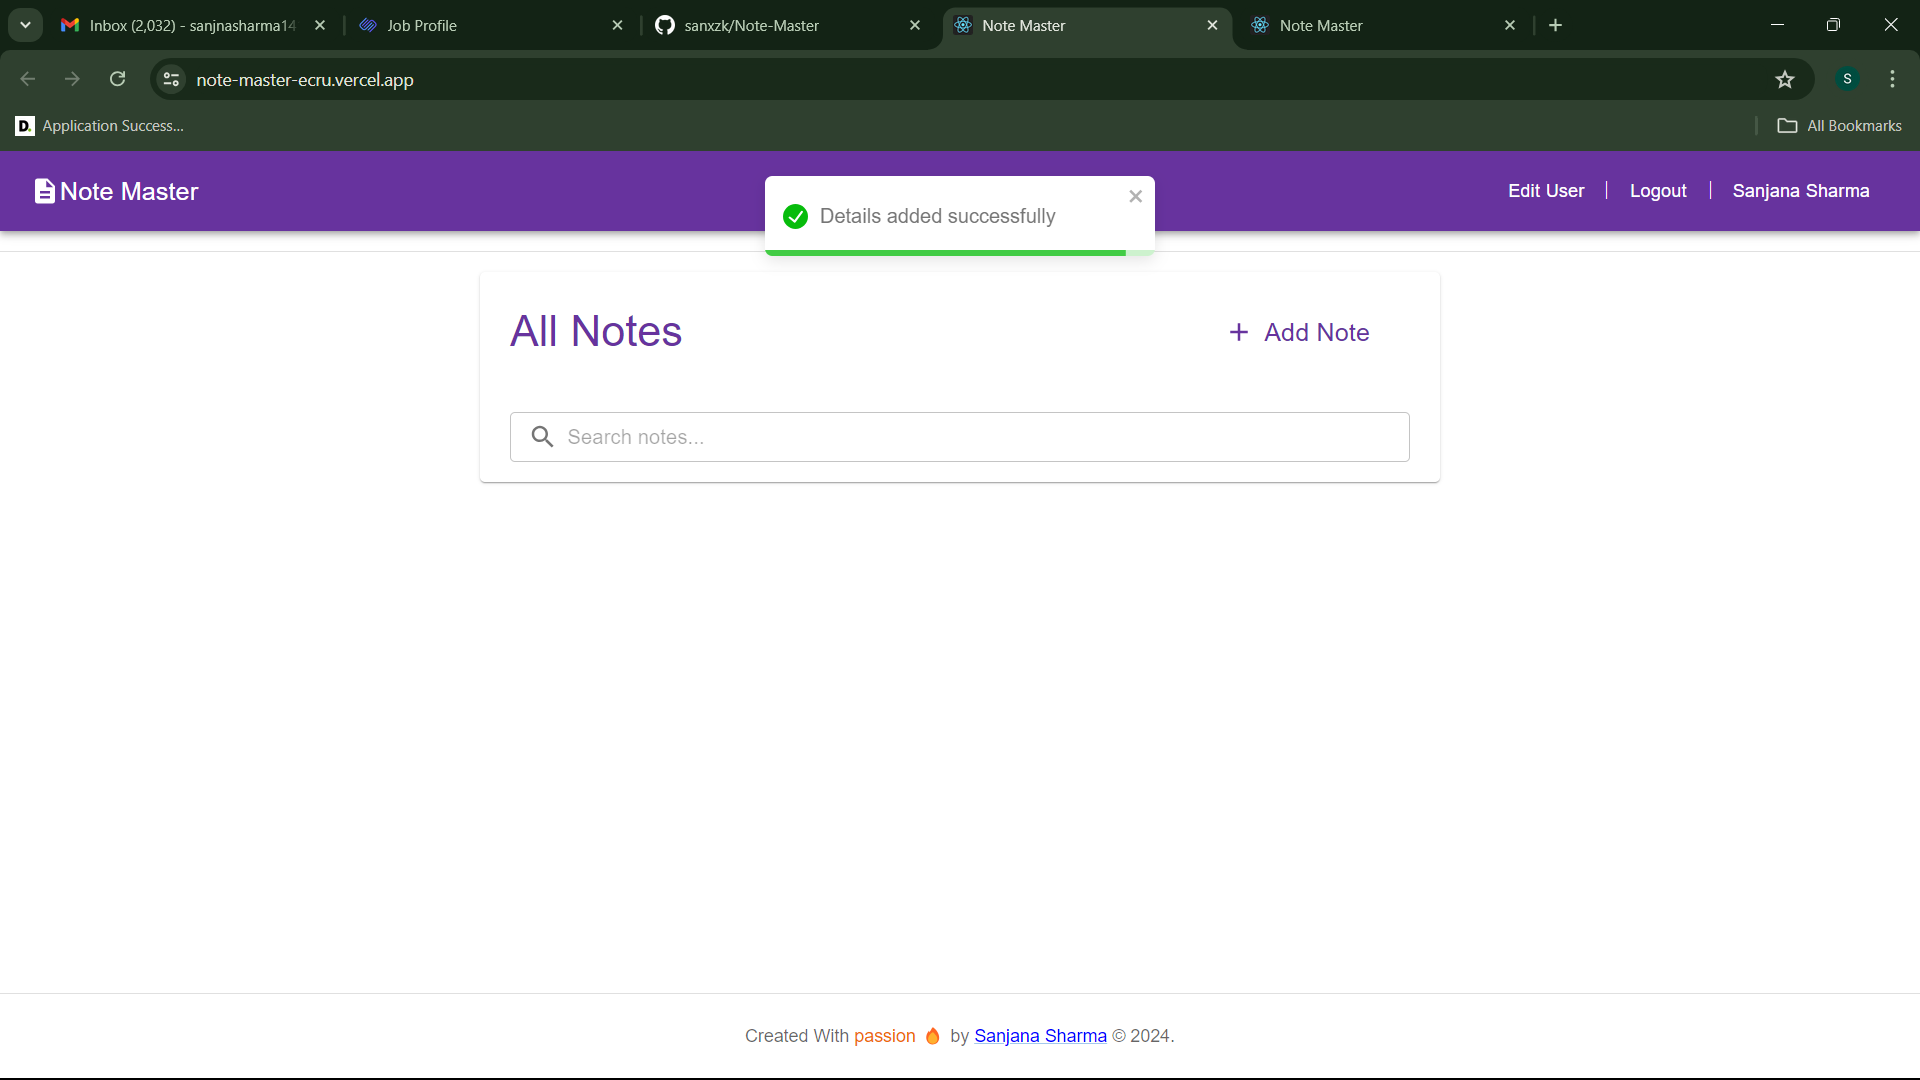 Inbox (2,032) - sanjnasharma14
Job Profile
sanxzk/Note-Master
Note Master
Note Master
note-master-ecru.vercel.app
S
D. Application Success...
All Bookmarks
Note Master
Details added successfully
Edit User
Logout
Sanjana Sharma
All Notes
+ Add Note
Search notes...
Created With passion 🔥 by Sanjana Sharma © 2024.